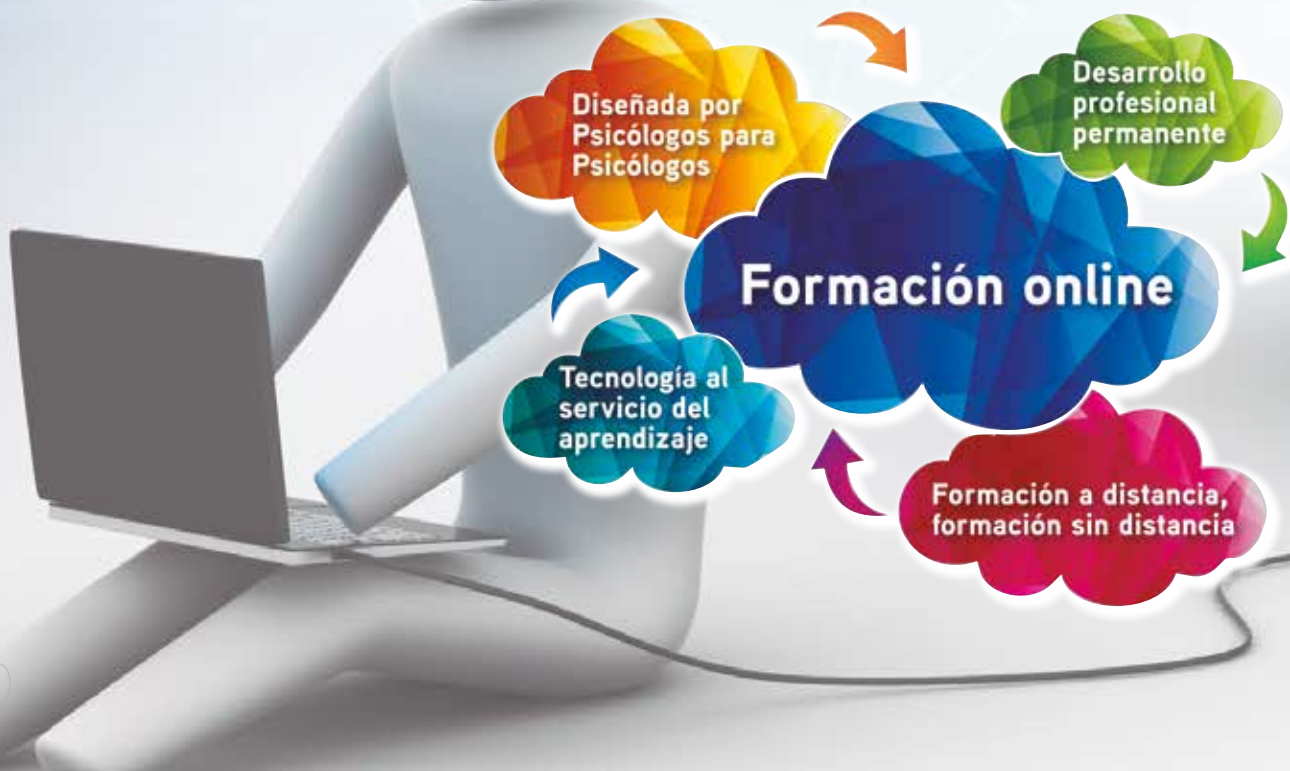 Diseñada por
Psicólogos para
Psicólogos
Desarrollo
profesional
permanente
Formación online
Tecnología al
servicio del
aprendizaje
Formación a distancia,
formación sin distancia